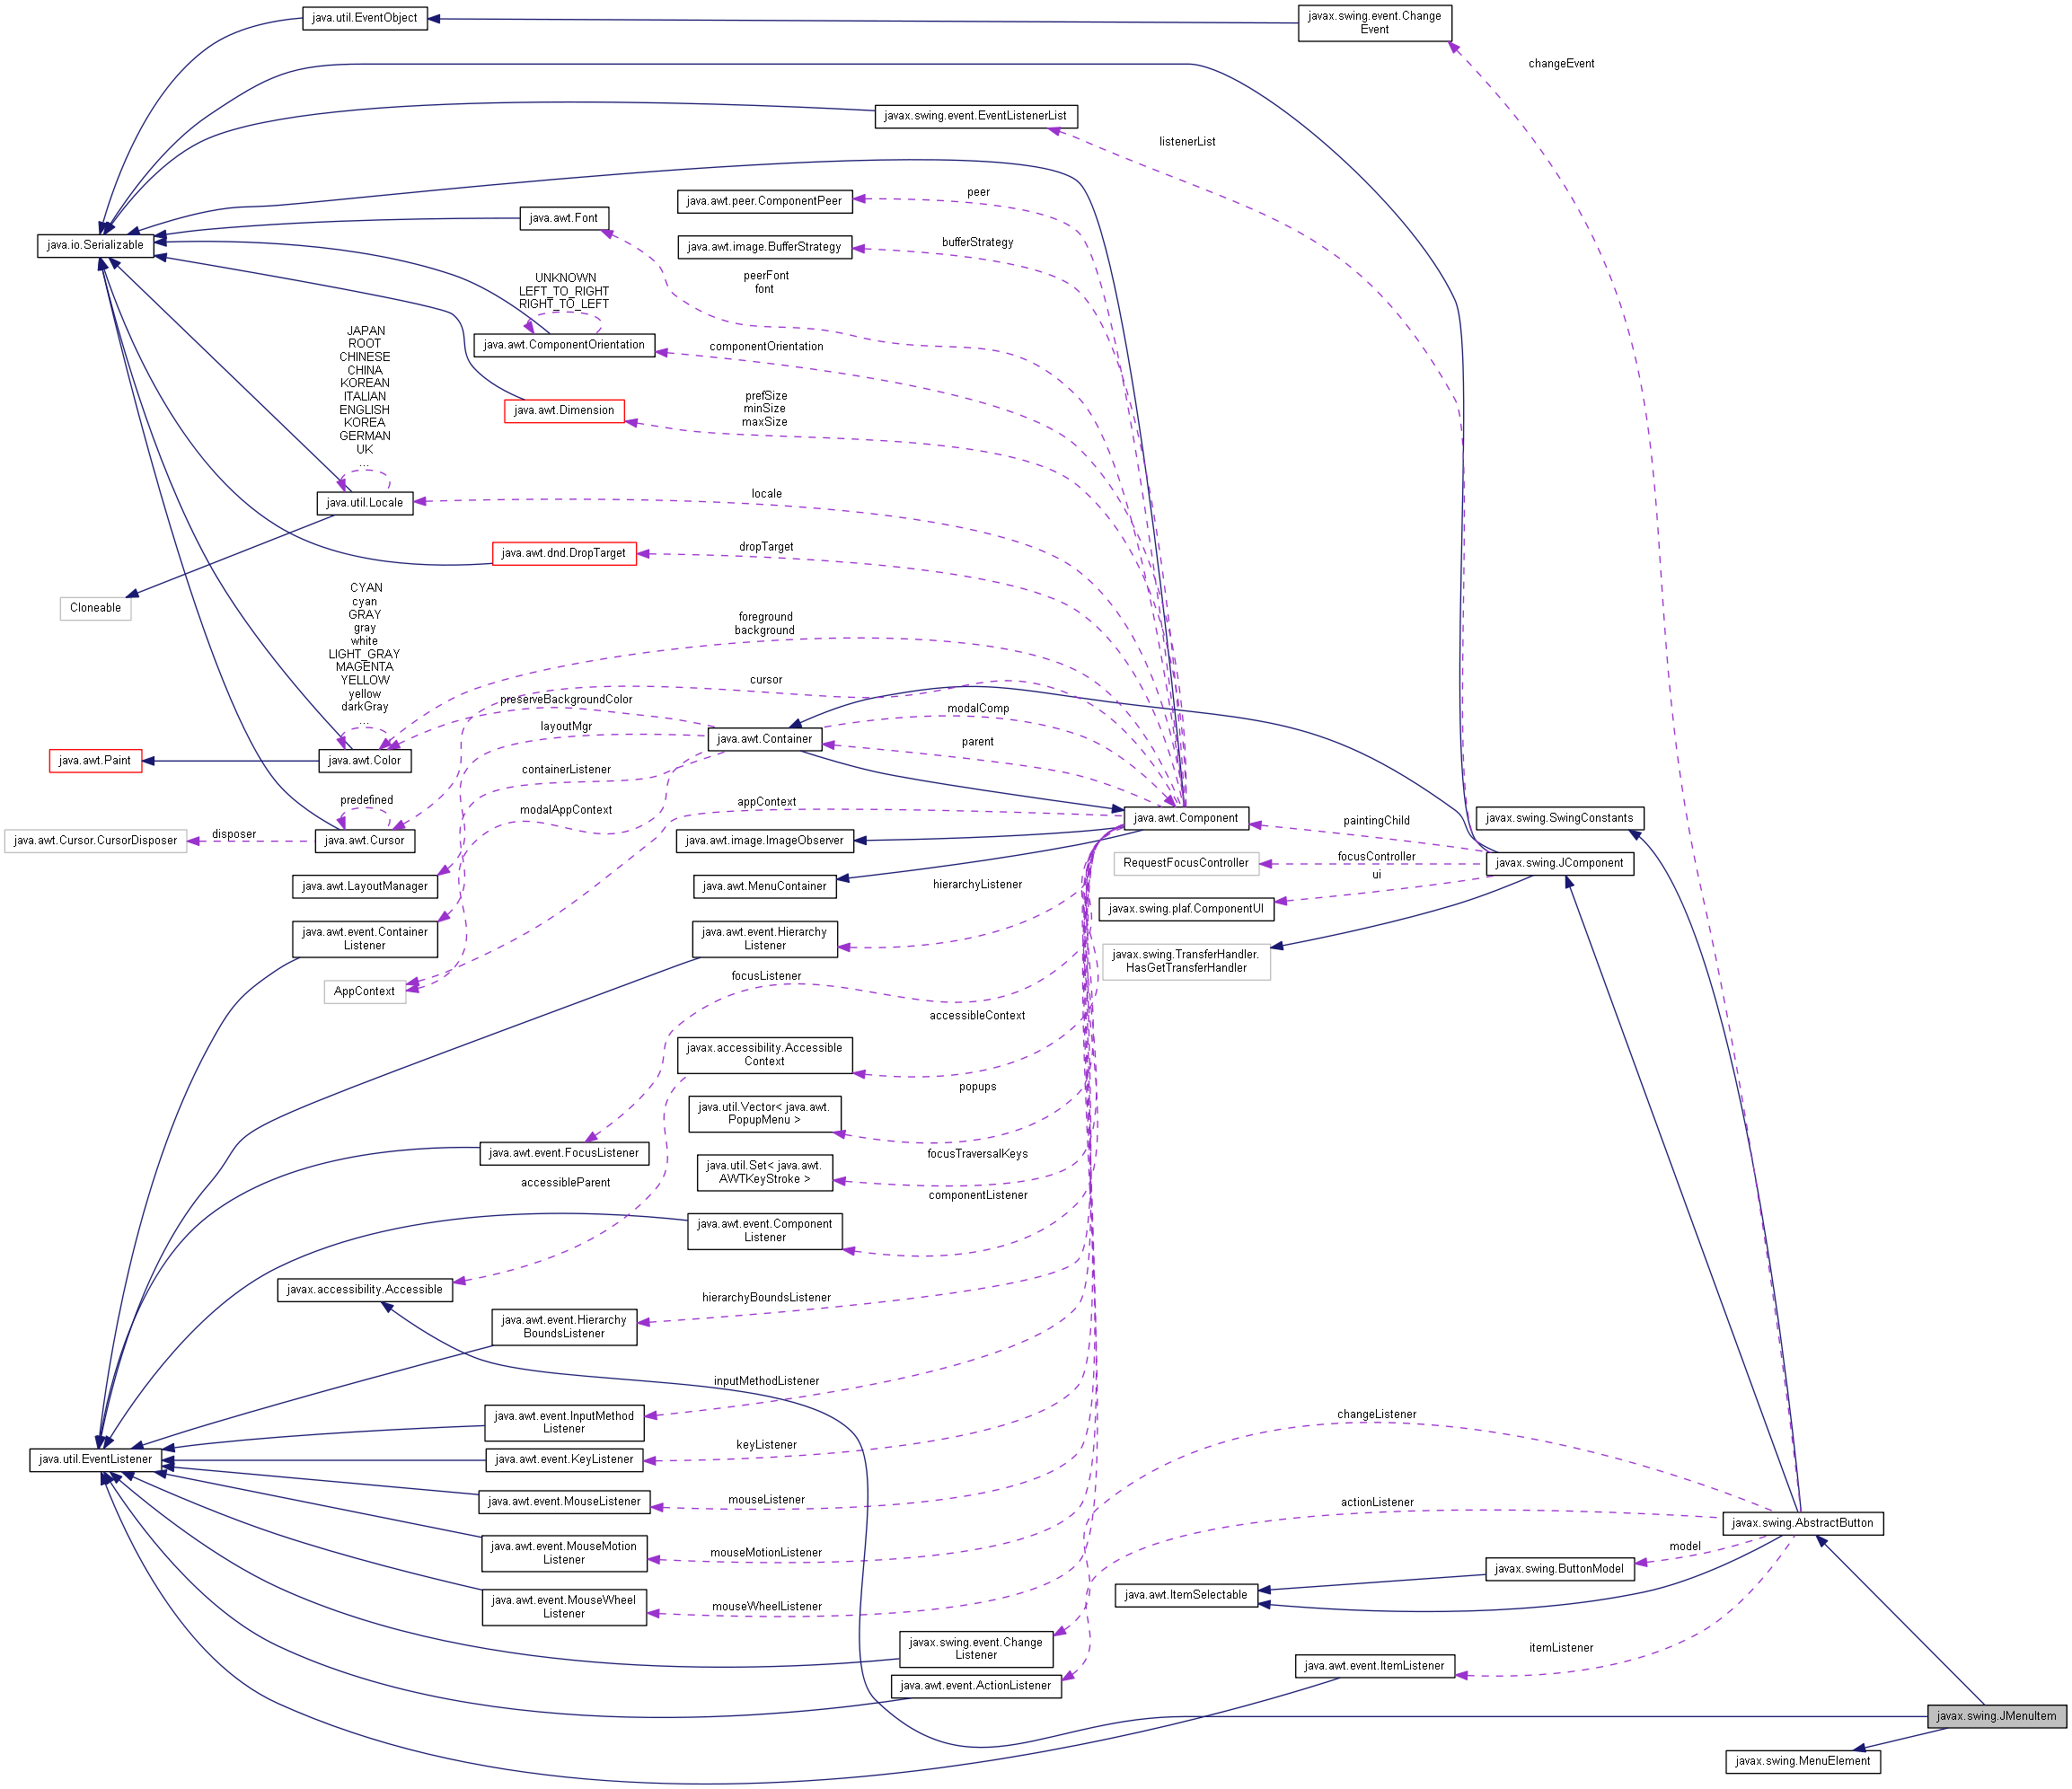 java.util.EventObject
javax.swing.event.Change
Event
changeEvent
javax.swing.event.EventListenerList
listenerList
java.awt.peer.ComponentPeer
peer
java.awt.Font
java.io.Serializable
java.awt.image.BufferStrategy
bufferStrategy
peerFont
font
UNKNOWN
LEFT_TO_RIGHT
RIGHT_TO_LEFT
java.awt.ComponentOrientation
componentOrientation
JAPAN
ROOT
CHINESE
CHINA
KOREAN
ITALIAN
ENGLISH
KOREA
GERMAN
UK
...
java.awt.Dimension
prefSize
minSize
maxSize
java.util.Locale
locale
java.awt.dnd.DropTarget
dropTarget
Cloneable
CYAN
cyan
GRAY
gray
white
LIGHT_GRAY
MAGENTA
YELLOW
yellow
darkGray
...
foreground
background
cursor
preserveBackgroundColor
layoutMgr
java.awt.Container
modalComp
parent
java.awt.Paint
java.awt.Color
containerListener
modalAppContext
appContext
predefined
java.awt.Cursor.CursorDisposer
disposer
java.awt.Cursor
java.awt.image.ImageObserver
java.awt.Component
paintingChild
javax.swing.SwingConstants
RequestFocusController
focusController
ui
javax.swing.JComponent
java.awt.LayoutManager
java.awt.MenuContainer
hierarchyListener
javax.swing.plaf.ComponentUI
java.awt.event.Container
Listener
java.awt.event.Hierarchy
Listener
javax.swing.TransferHandler.
HasGetTransferHandler
AppContext
focusListener
accessibleContext
javax.accessibility.Accessible
Context
popups
java.util.Vector< java.awt.
PopupMenu >
java.awt.event.FocusListener
focusTraversalKeys
java.util.Set< java.awt.
AWTKeyStroke >
accessibleParent
componentListener
java.awt.event.Component
Listener
javax.accessibility.Accessible
hierarchyBoundsListener
java.awt.event.Hierarchy
BoundsListener
inputMethodListener
java.awt.event.InputMethod
Listener
changeListener
java.util.EventListener
java.awt.event.KeyListener
keyListener
java.awt.event.MouseListener
mouseListener
actionListener
javax.swing.AbstractButton
java.awt.event.MouseMotion
Listener
mouseMotionListener
model
javax.swing.ButtonModel
java.awt.ItemSelectable
java.awt.event.MouseWheel
Listener
mouseWheelListener
javax.swing.event.Change
Listener
itemListener
java.awt.event.ItemListener
java.awt.event.ActionListener
javax.swing.JMenuItem
javax.swing.MenuElement